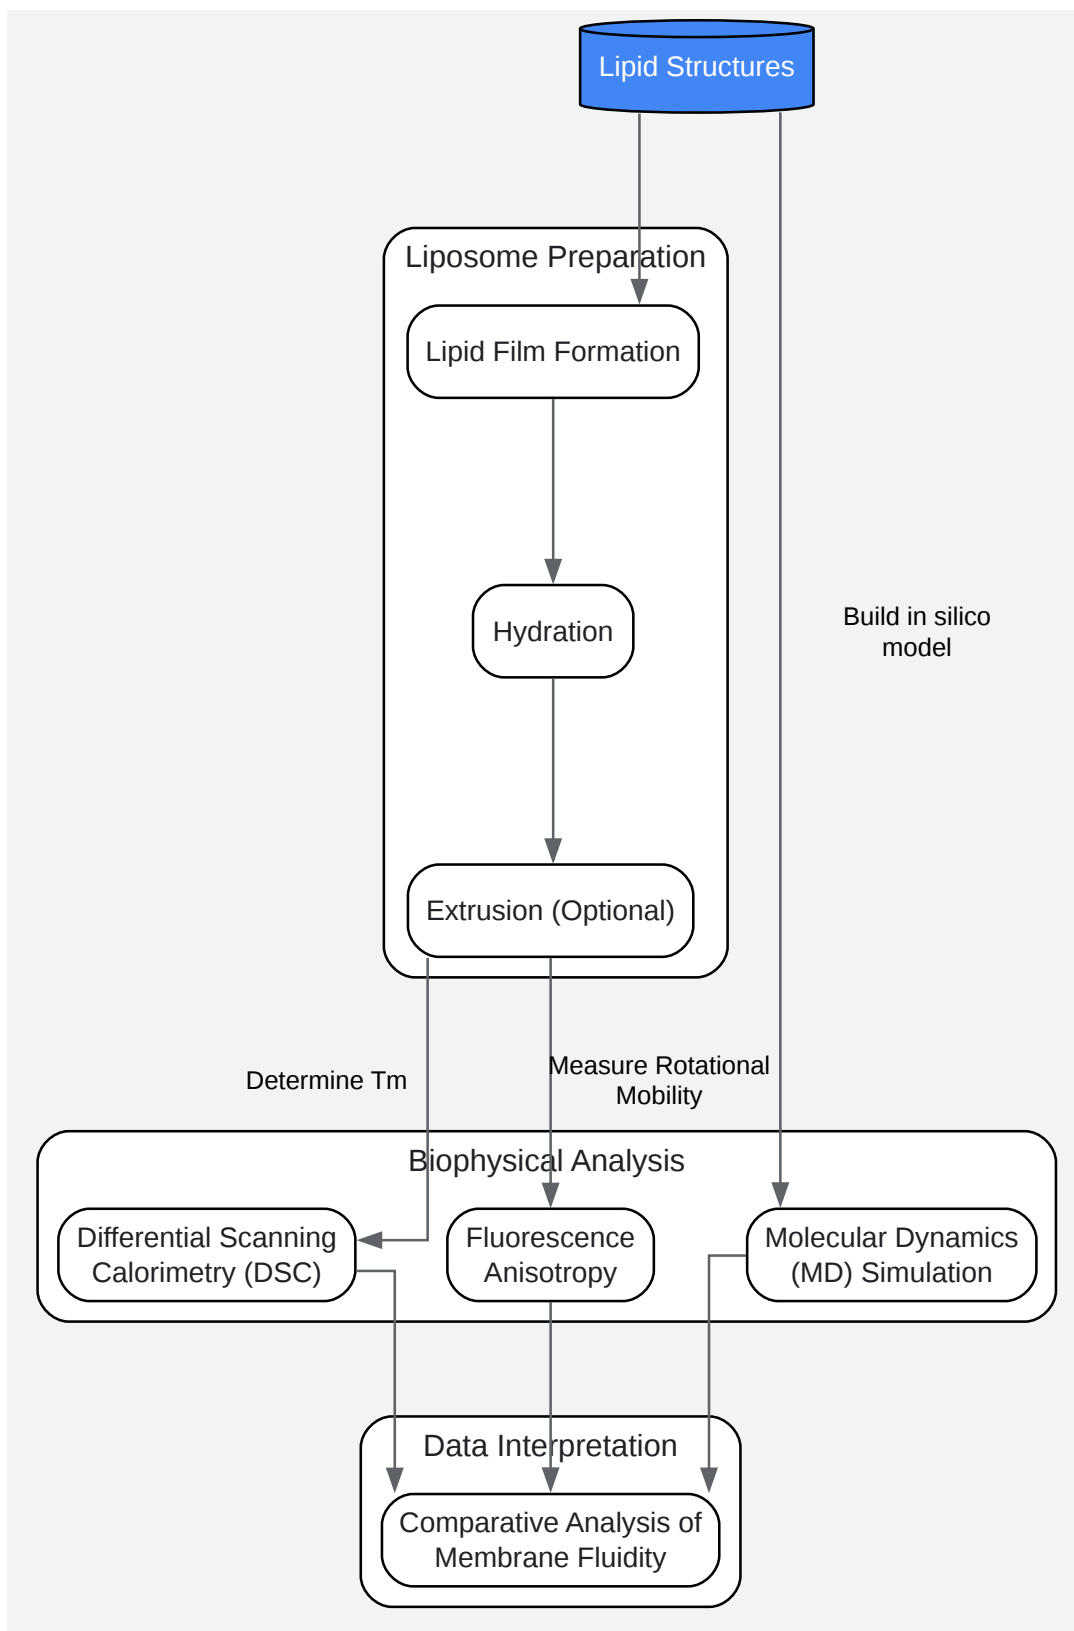 Lipid Structures
Liposome Preparation
Lipid Film Formation
Hydration
Build in silico
model
Extrusion (Optional)
Determine Tm
Measure Rotational
Mobility
Biophysical Analysis
Differential Scanning
Calorimetry (DSC)
Fluorescence
Anisotropy
Molecular Dynamics
(MD) Simulation
Data Interpretation
Comparative Analysis of
Membrane Fluidity